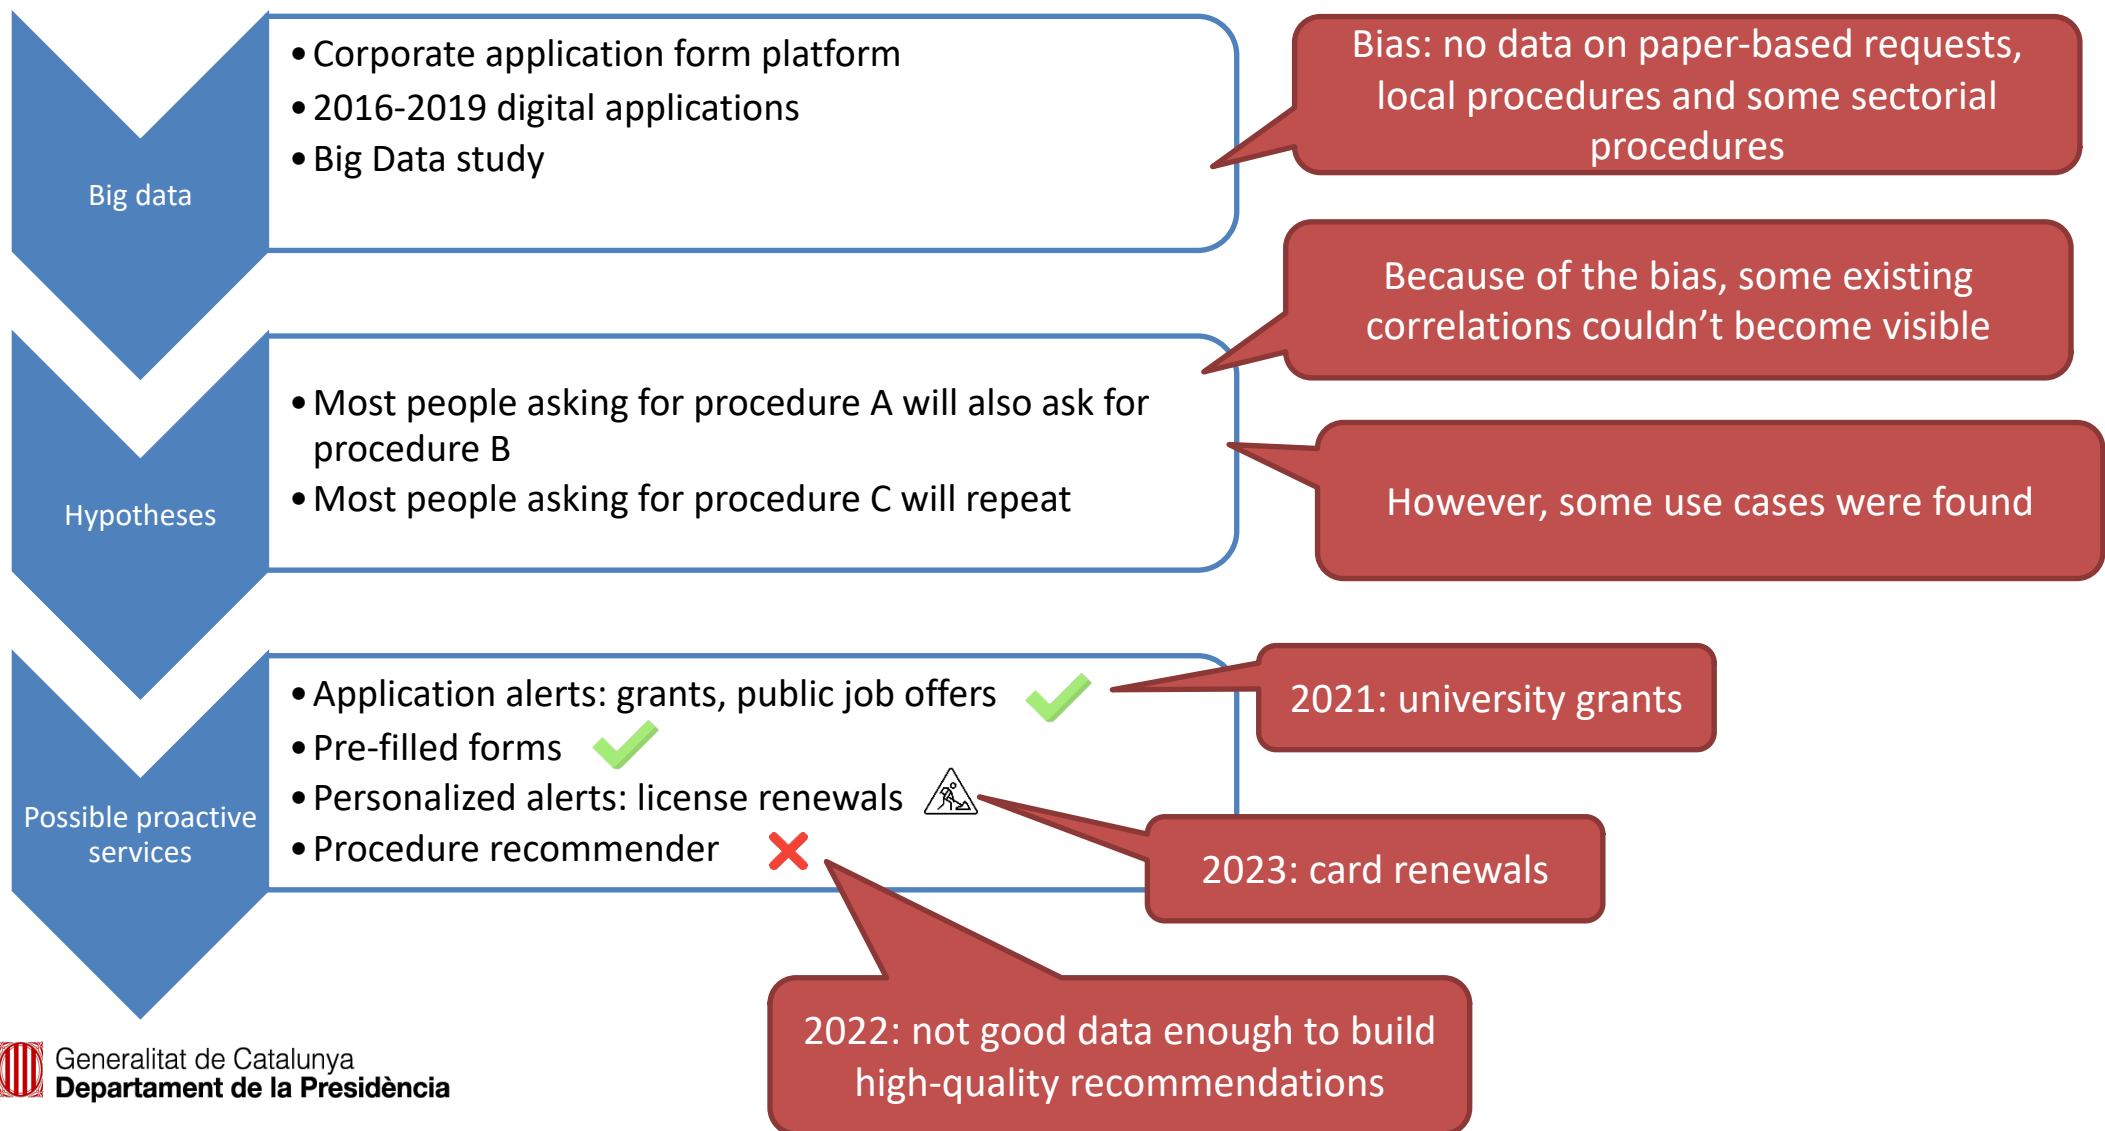 • Corporate application form platform
• 2016-2019 digital applications
• Big Data study
Big data
Bias: no data on paper-based requests,
local procedures and some sectorial
procedures
Because of the bias, some existing
correlations couldn’t become visible
• Most people asking for procedure A will also ask for
procedure B
• Most people asking for procedure C will repeat
Hypotheses
However, some use cases were found
• Application alerts: grants, public job offers
• Pre-filled forms
• Personalized alerts: license renewals
• Procedure recommender
Possible proactive
services
2021: university grants
2023: card renewals
2022: not good data enough to build
high-quality recommendations
Generalitat de Catalunya
Departament de la Presidència